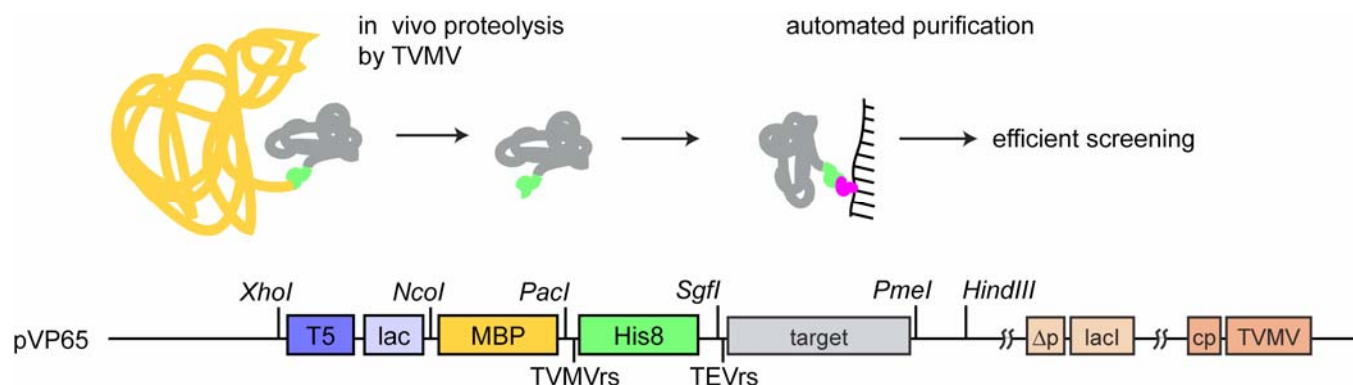 in vivo proteolysis
by TVMV
automated purification
efficient screening
XhoI NcoI PacI SgfI PmeI HindIII
pVP65 T5 lac MBP His8 target Δp lacI cp TVMV
TVMVrs TEVrs